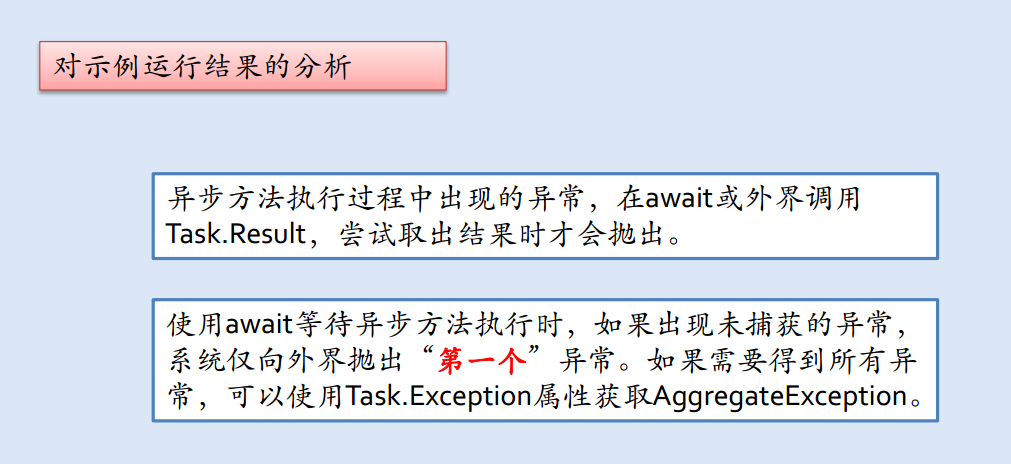 对示例运行结果的分析
异步方法执行过程中出现的异常，在await或外界调用
Task.Result，尝试取出结果时才会抛出。
使用await等待异步方法执行时，如果出现未捕获的异常，
系统仅向外界抛出“第一个”异常。如果需要得到所有异
常，可以使用Task.Exception属性获取AggregateException。